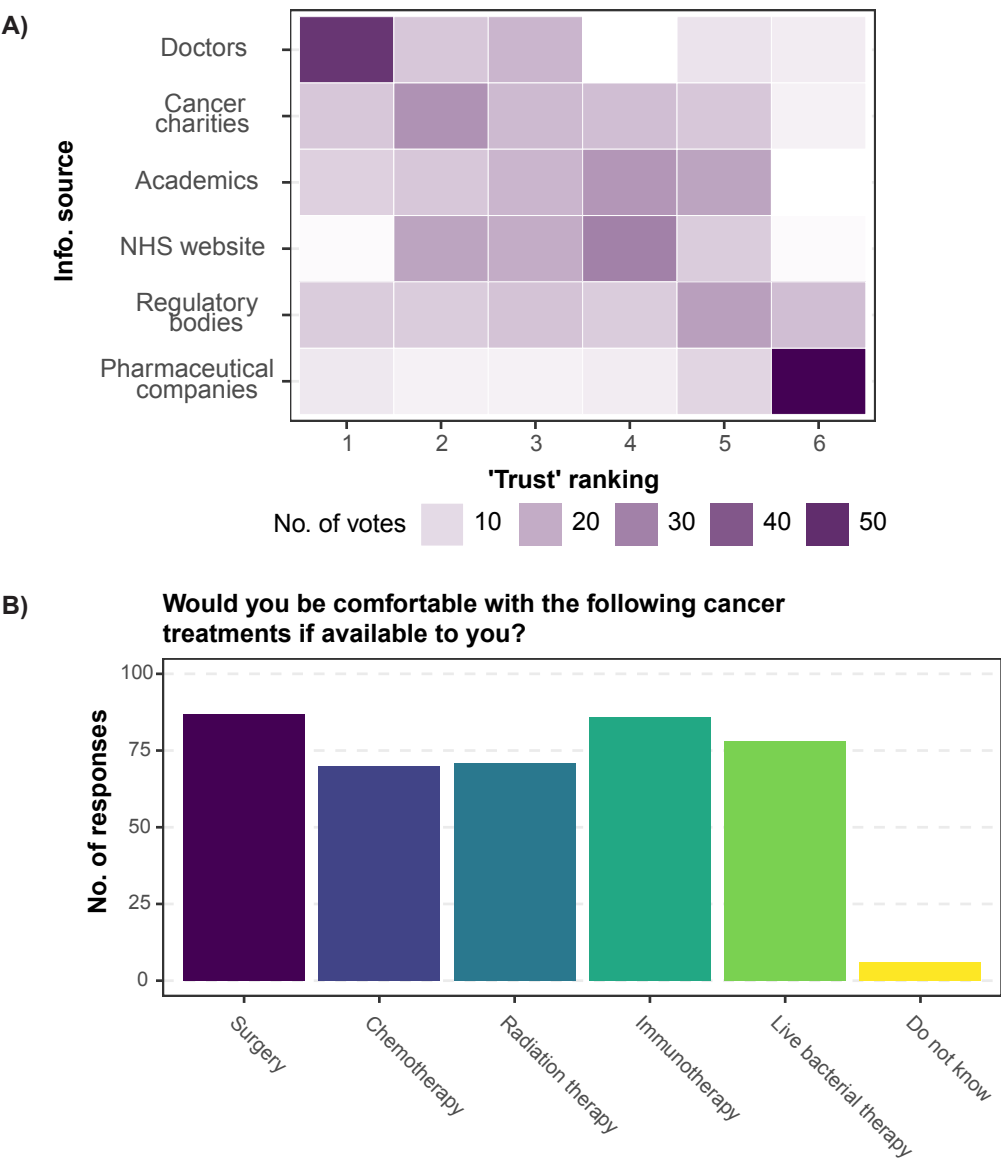 A)
Info. source
Doctors
Cancer
charities
Academics
NHS website
Regulatory
bodies
Pharmaceutical
companies
1 2 3 4 5 6
'Trust' ranking
No. of votes 10 20 30 40 50
B)
Would you be comfortable with the following cancer
treatments if available to you?
No. of responses
100
75
50
25
0
Surgery
Chemotherapy
Radiation therapy
Immunotherapy
Live bacterial therapy
Do not know